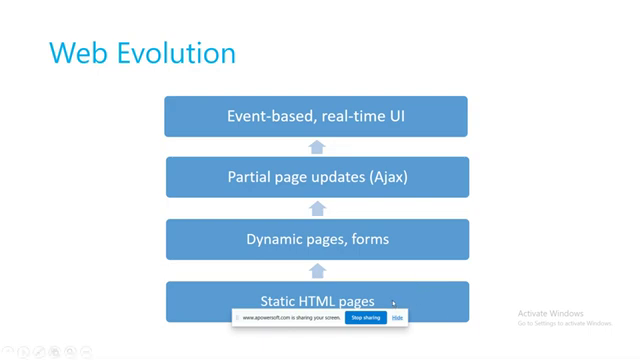 Web Evolution
Event-based, real-time UI
Partial page updates (Ajax)
Dynamic pages, forms
Static HTML pages
www.apowersoft.com is sharing your screen.
Stop sharing
Hide
Activate Windows
Go to Settings to activate Windows.